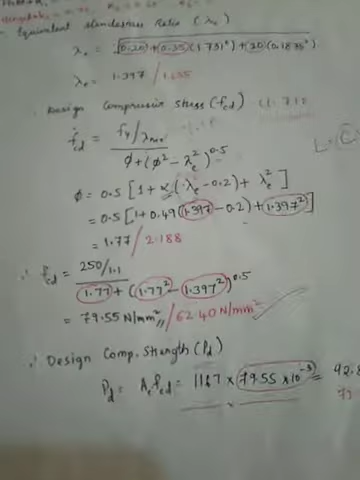 Equivalent slenderness Ratio (λe)
λe = √(0.20)+(0.35)(1.731²)+(20)(0.1835²)
λe = 1.397 / 1.635
∴ Design Compressive stress (fcd)
fcd = fy/λmo
ϕ+(ϕ²-λe²)^0.5
ϕ = 0.5[1+α(λe-0.2)+λe²]
= 0.5[1+0.49(1.397-0.2)+1.397²]
= 1.77 / 2.188
∴ fcd = 250/1.1
1.77+(1.77²-1.397²)^0.5
= 79.55 N/mm² // 62.40 N/mm²
∴ Design Comp. Strength (Pd)
Pd = Ae fcd = 1167 × 79.55 × 10⁻³ =